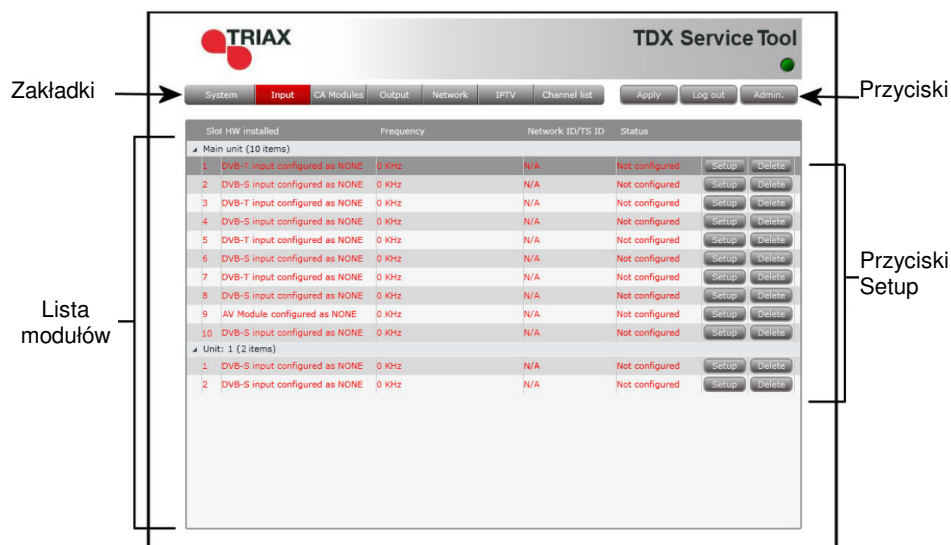 TRIAX
TDX Service Tool
Zakładki
System Input CA Modules Output Network IPTV Channel list Apply Log out Admin.
Przyciski
Slot HW installed Frequency Network ID/TS ID Status
Main unit (10 items)
1 DVB-T input configured as NONE 0 KHz N/A Not configured Setup Delete
2 DVB-S input configured as NONE 0 KHz N/A Not configured Setup Delete
3 DVB-T input configured as NONE 0 KHz N/A Not configured Setup Delete
4 DVB-S input configured as NONE 0 KHz N/A Not configured Setup Delete
5 DVB-T input configured as NONE 0 KHz N/A Not configured Setup Delete
6 DVB-S input configured as NONE 0 KHz N/A Not configured Setup Delete
7 DVB-T input configured as NONE 0 KHz N/A Not configured Setup Delete
8 DVB-S input configured as NONE 0 KHz N/A Not configured Setup Delete
9 AV Module configured as NONE 0 KHz N/A Not configured Setup Delete
10 DVB-S input configured as NONE 0 KHz N/A Not configured Setup Delete
Unit: 1 (2 items)
1 DVB-S input configured as NONE 0 KHz N/A Not configured Setup Delete
2 DVB-S input configured as NONE 0 KHz N/A Not configured Setup Delete
Przyciski
Setup
Lista
modułów